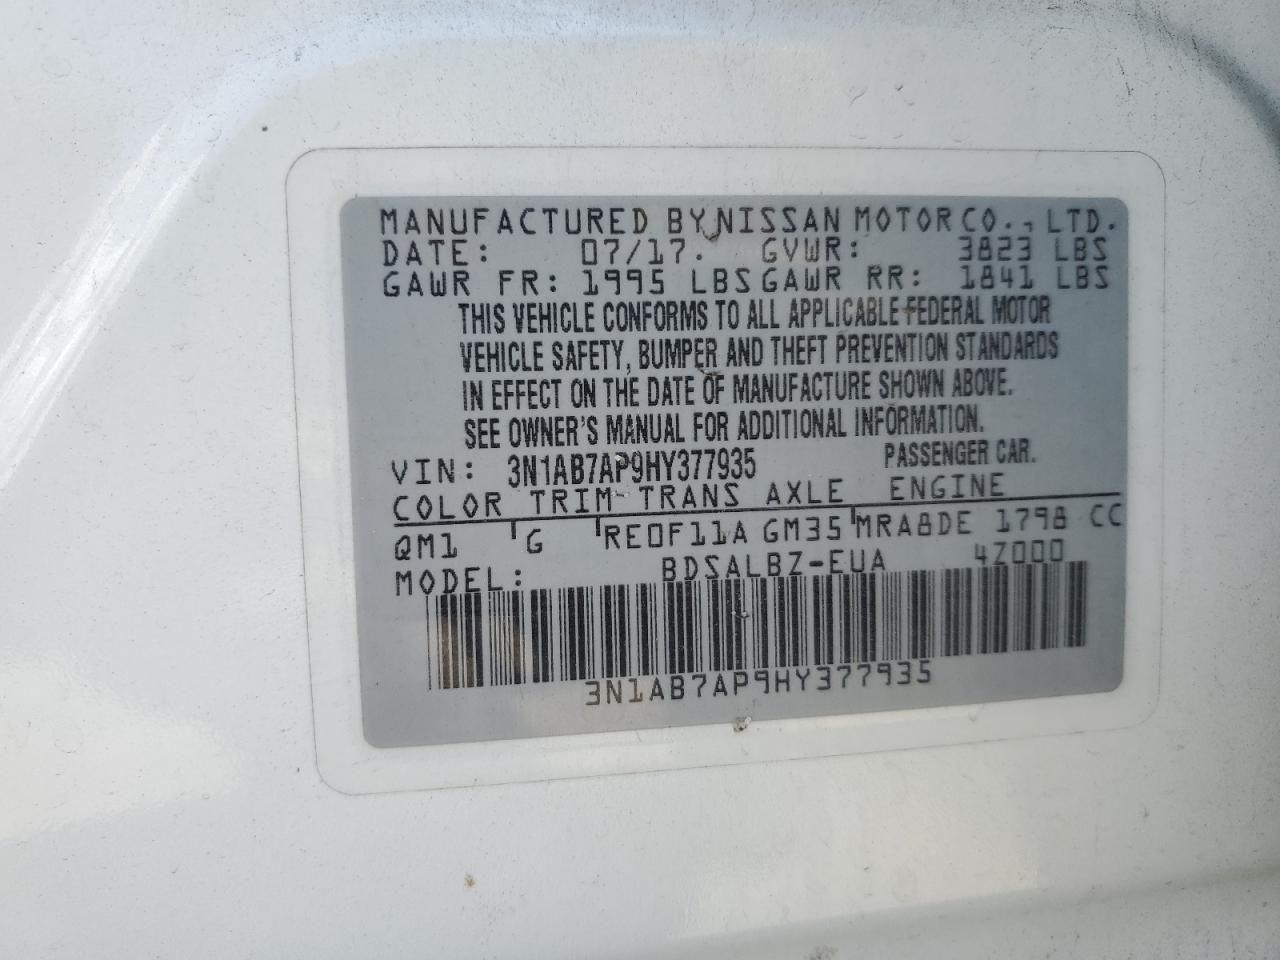 MANUFACTURED BY NISSAN MOTOR CO., LTD.
DATE: 07/17. GVWR: 3823 LBS
GAWR FR: 1995 LBS GAWR RR: 1841 LBS
THIS VEHICLE CONFORMS TO ALL APPLICABLE FEDERAL MOTOR
VEHICLE SAFETY, BUMPER AND THEFT PREVENTION STANDARDS
IN EFFECT ON THE DATE OF MANUFACTURE SHOWN ABOVE.
SEE OWNER'S MANUAL FOR ADDITIONAL INFORMATION.
VIN: 3N1AB7AP9HY377935 PASSENGER CAR.
COLOR TRIM TRANS AXLE ENGINE
QM1 G RE0F11A GM35 MRA8DE 1798 CC
MODEL: BDSALBZ-EUA 4Z000
3N1AB7AP9HY377935